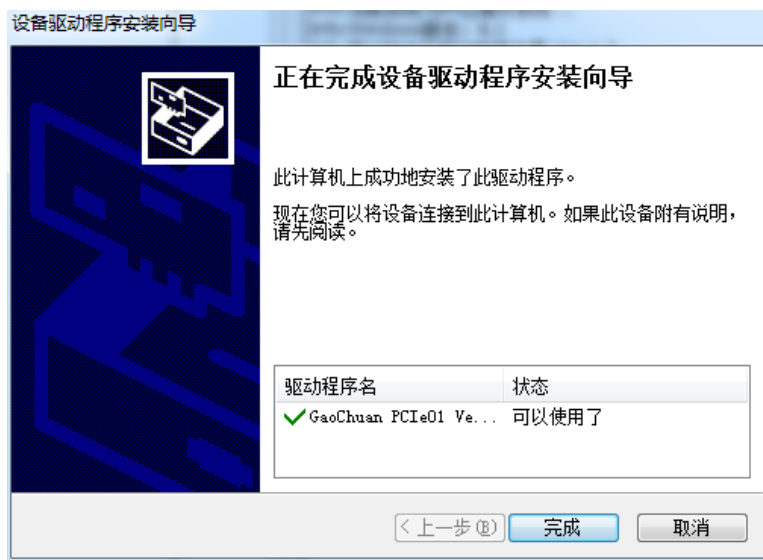 设备驱动程序安装向导
正在完成设备驱动程序安装向导
此计算机上成功地安装了此驱动程序。
现在您可以将设备连接到此计算机。如果此设备附有说明，
请先阅读。
驱动程序名 状态
GaoChuan PCIe01 Ve... 可以使用了
< 上一步(B) 完成 取消